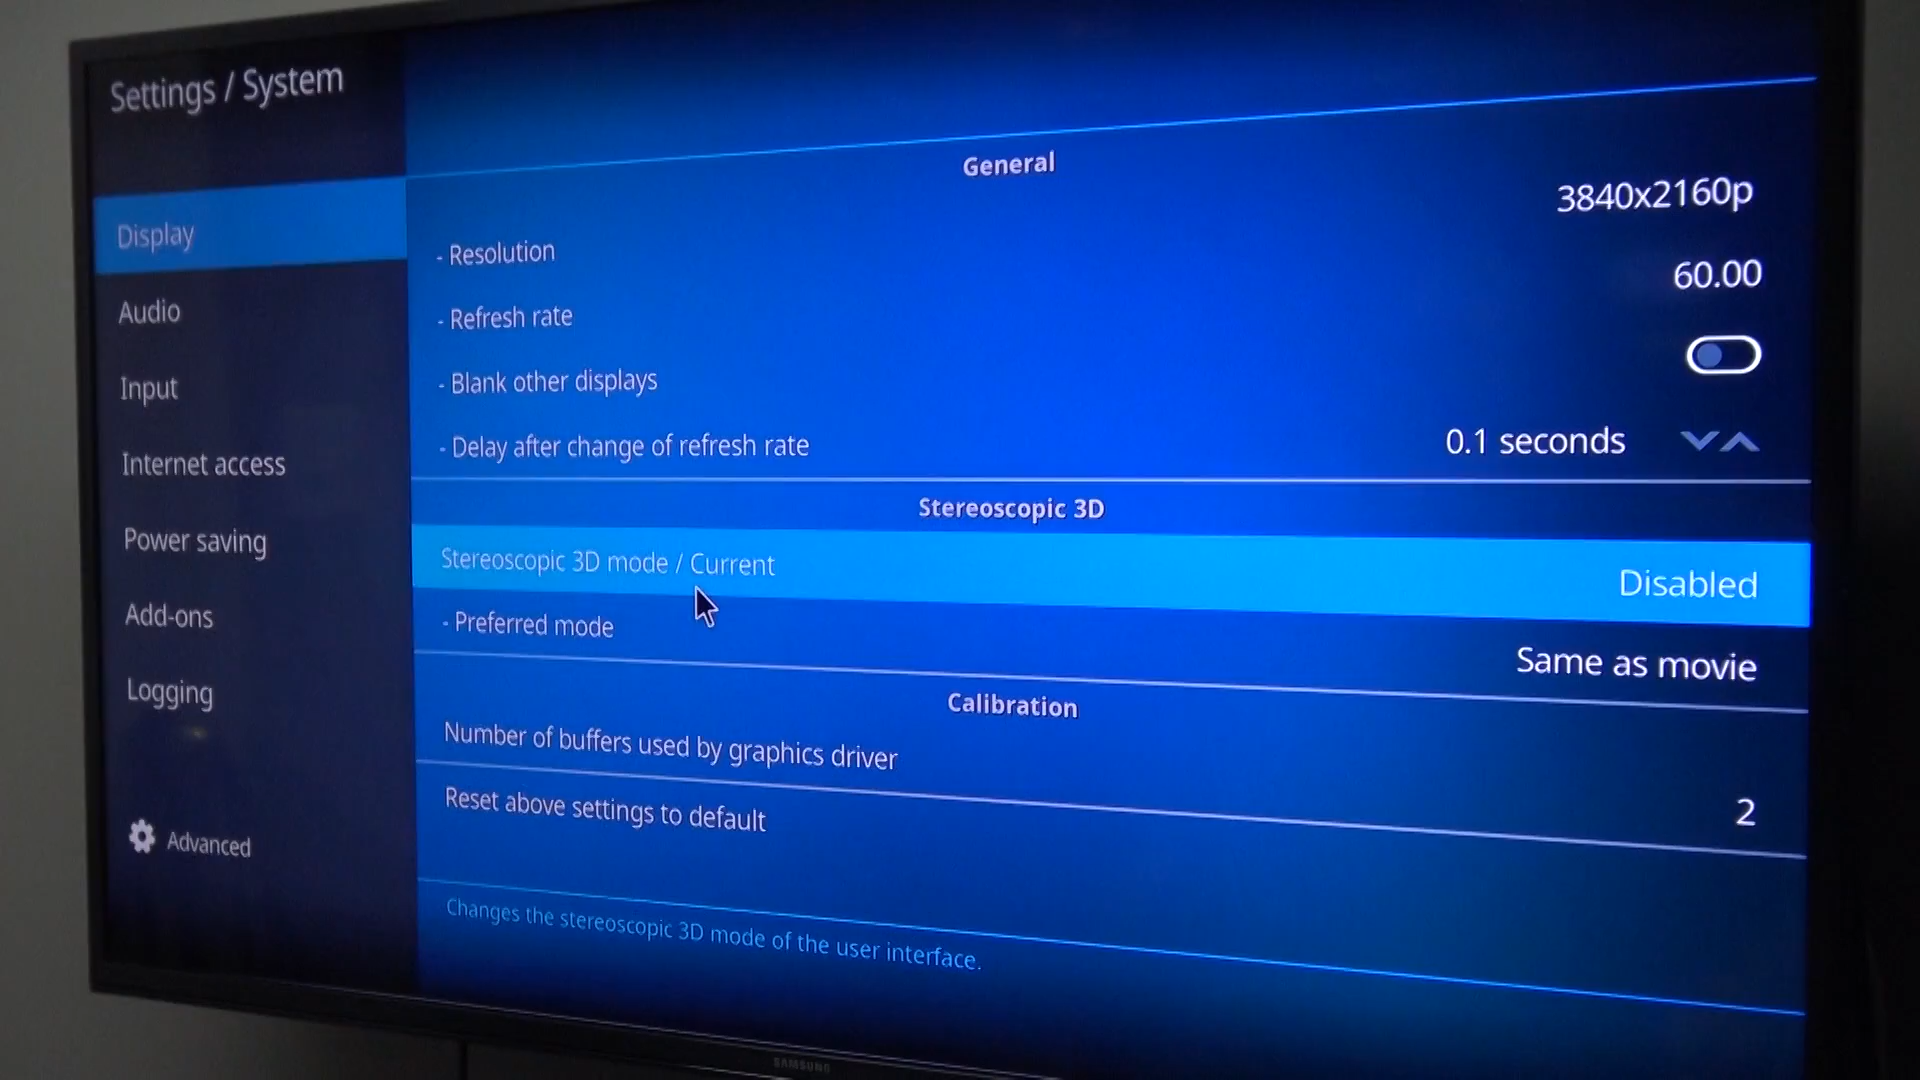 Settings / System
Display
Audio
Input
Internet access
Power saving
Add-ons
Logging
Advanced
General
- Resolution 3840x2160p
- Refresh rate 60.00
- Blank other displays
- Delay after change of refresh rate 0.1 seconds
Stereoscopic 3D
Stereoscopic 3D mode / Current Disabled
- Preferred mode Same as movie
Calibration
Number of buffers used by graphics driver 2
Reset above settings to default
Changes the stereoscopic 3D mode of the user interface.
SAMSUNG